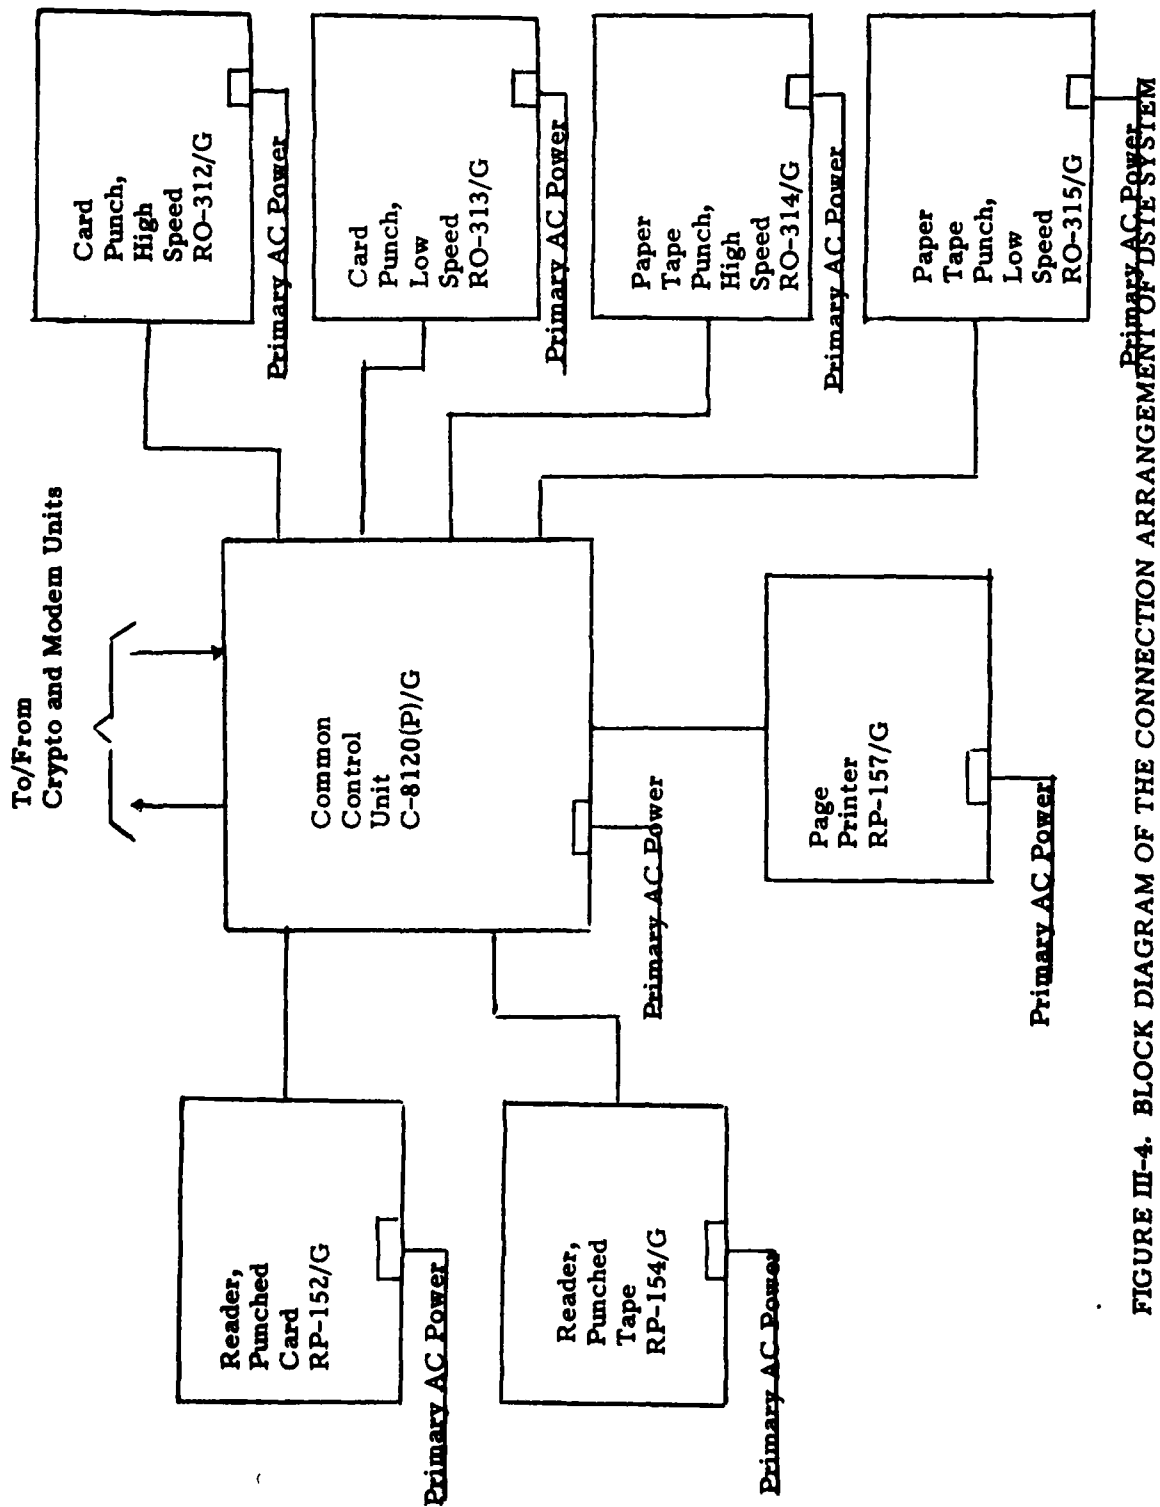 To/From
Crypto and Modem Units
Reader,
Punched
Card
RP-152/G
Primary AC Power
Reader,
Punched
Tape
RP-154/G
Primary AC Power
Common
Control
Unit
C-8120(P)/G
Primary AC Power
Page
Printer
RP-157/G
Primary AC Power
Card
Punch,
High
Speed
RO-312/G
Primary AC Power
Card
Punch,
Low
Speed
RO-313/G
Primary AC Power
Paper
Tape
Punch,
High
Speed
RO-314/G
Primary AC Power
Paper
Tape
Punch,
Low
Speed
RO-315/G
Primary AC Power
FIGURE III-4. BLOCK DIAGRAM OF THE CONNECTION ARRANGEMENT OF DSTE SYSTEM